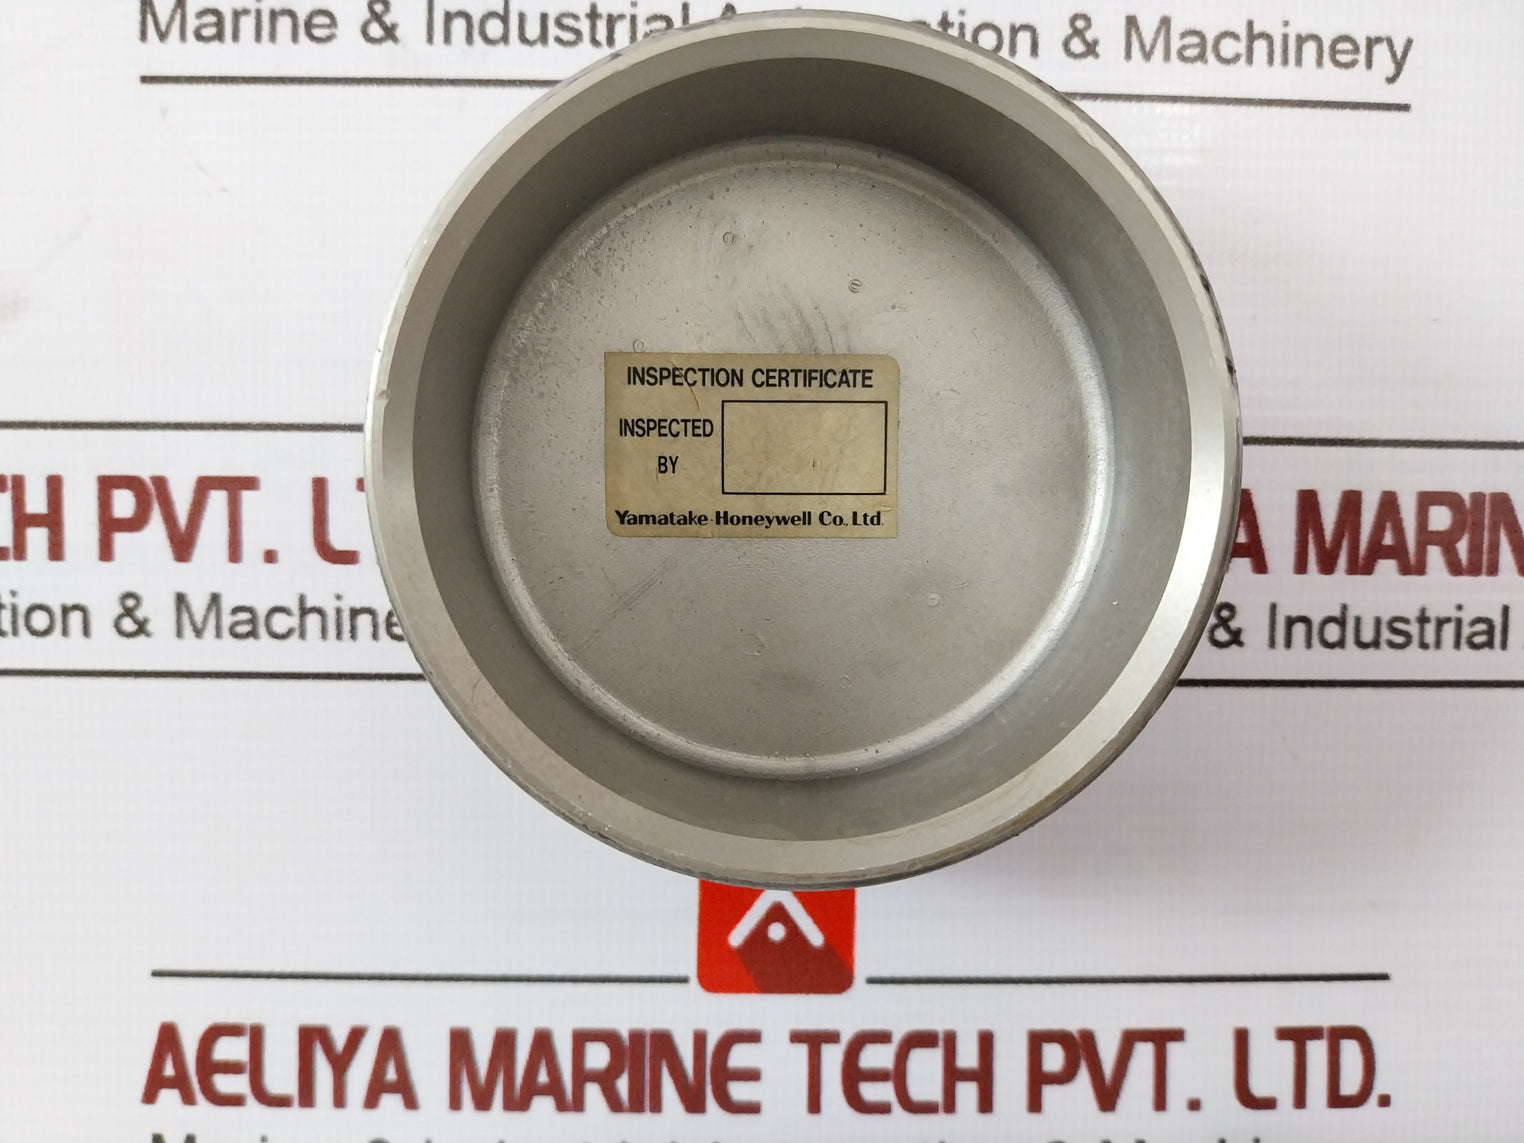 Marine & Industrial Automation & Machinery
INSPECTION CERTIFICATE
INSPECTED
BY
Yamatake-Honeywell Co., Ltd.
CH PVT. LT
A MARIN
tion & Machine
& Industrial A
AELIYA MARINE TECH PVT. LTD.